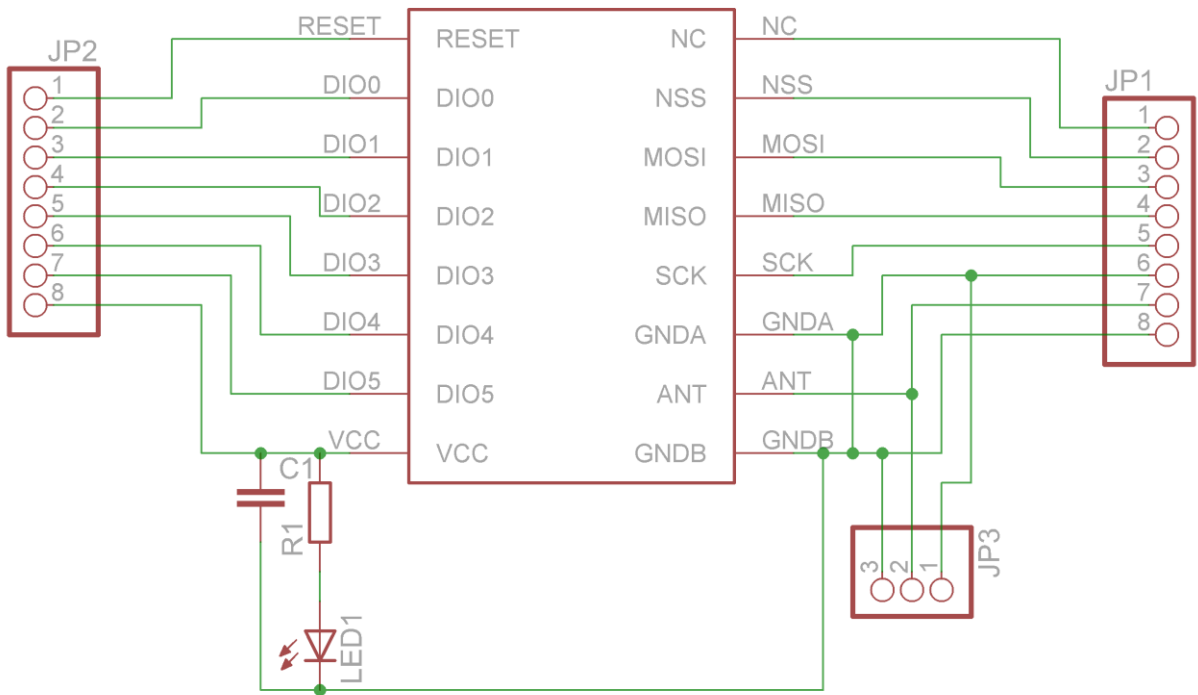 JP2
1
2
3
4
5
6
7
8
RESET
DIO0
DIO1
DIO2
DIO3
DIO4
DIO5
VCC
RESET
DIO0
DIO1
DIO2
DIO3
DIO4
DIO5
VCC
NC
NSS
MOSI
MISO
SCK
GNDA
ANT
GNDB
NC
NSS
MOSI
MISO
SCK
GNDA
ANT
GNDB
JP1
1
2
3
4
5
6
7
8
C1
R1
LED1
3
2
1
JP3